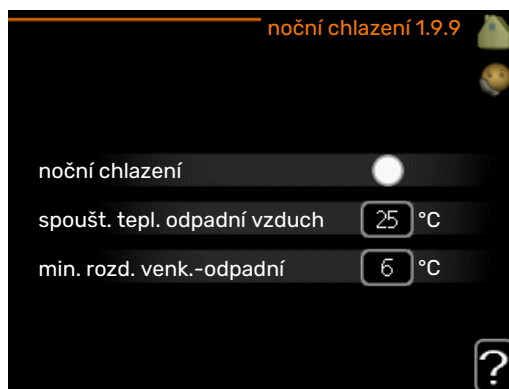 noční chlazení 1.9.9
noční chlazení
spoušt. tepl. odpadní vzduch 25 °C
min. rozd. venk.-odpadní 6 °C
?